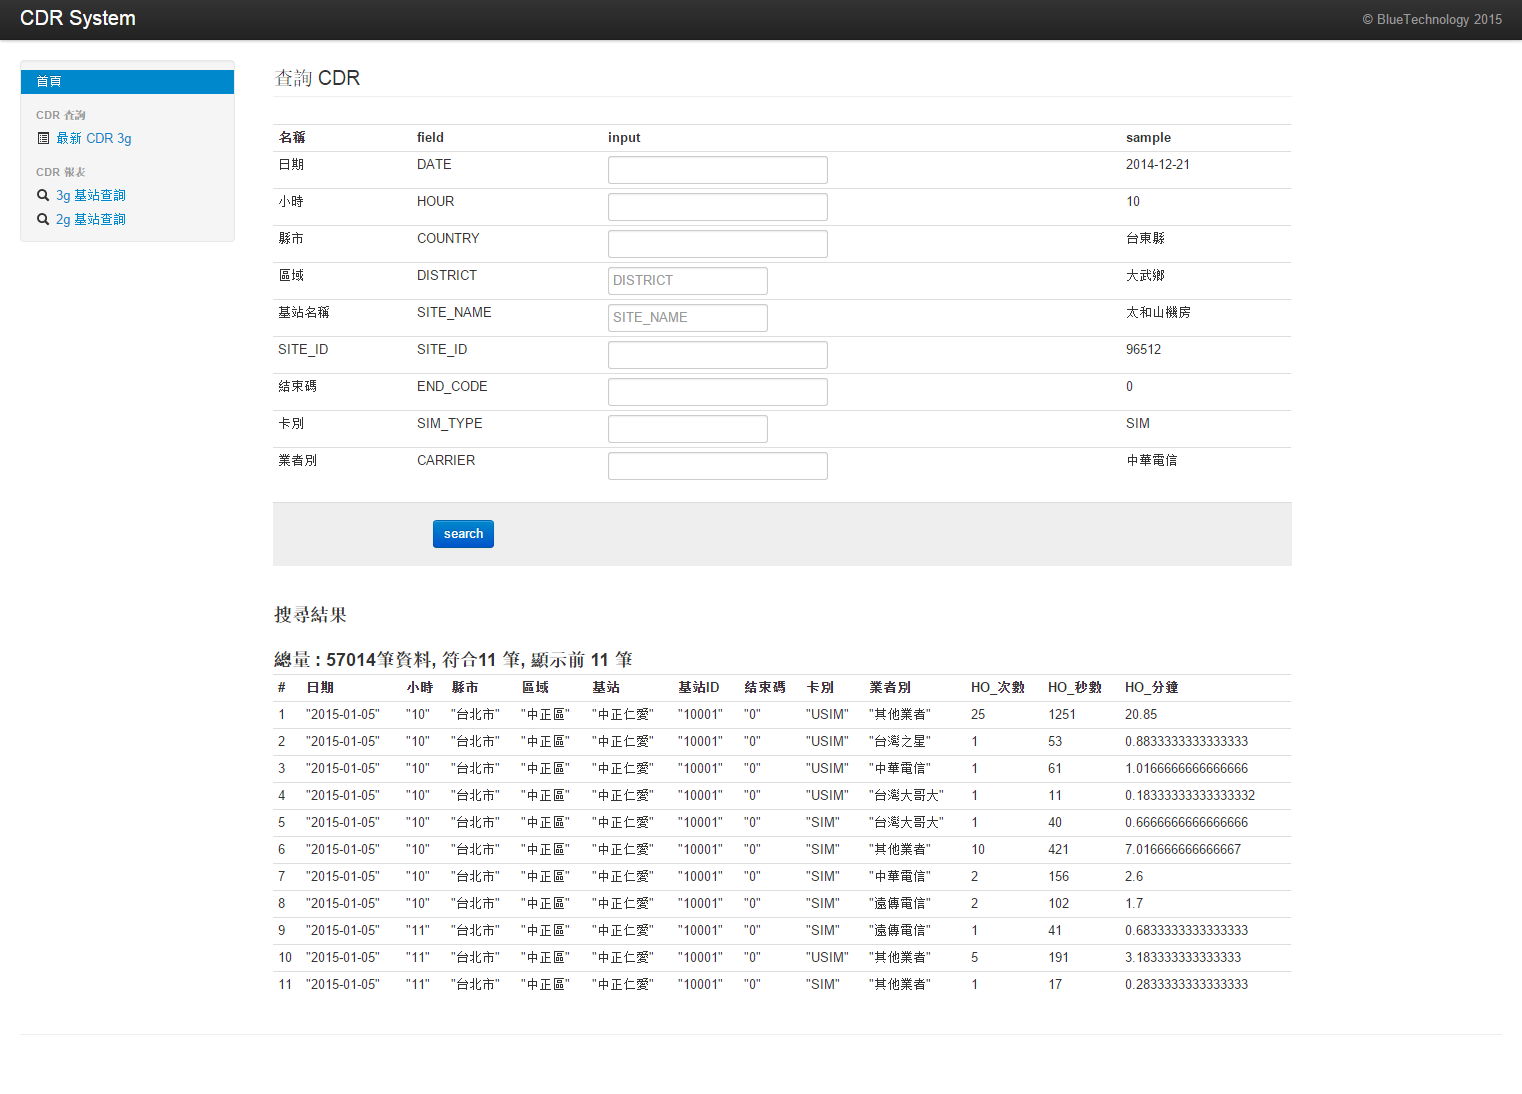 CDR System
© BlueTechnology 2015
首頁
CDR 查詢
最新 CDR 3g
CDR 報表
3g 基站查詢
2g 基站查詢
查詢 CDR
名稱 field input sample
日期 DATE 2014-12-21
小時 HOUR 10
縣市 COUNTRY 台東縣
區域 DISTRICT DISTRICT 大武鄉
基站名稱 SITE_NAME SITE_NAME 太和山機房
SITE_ID SITE_ID 96512
結束碼 END_CODE 0
卡別 SIM_TYPE SIM
業者別 CARRIER 中華電信
search
搜尋結果
總量 : 57014筆資料, 符合11 筆, 顯示前 11 筆
# 日期 小時 縣市 區域 基站 基站ID 結束碼 卡別 業者別 HO_次數 HO_秒數 HO_分鐘
1 "2015-01-05" "10" "台北市" "中正區" "中正仁愛" "10001" "0" "USIM" "其他業者" 25 1251 20.85
2 "2015-01-05" "10" "台北市" "中正區" "中正仁愛" "10001" "0" "USIM" "台灣之星" 1 53 0.8833333333333333
3 "2015-01-05" "10" "台北市" "中正區" "中正仁愛" "10001" "0" "USIM" "中華電信" 1 61 1.0166666666666666
4 "2015-01-05" "10" "台北市" "中正區" "中正仁愛" "10001" "0" "USIM" "台灣大哥大" 1 11 0.18333333333333332
5 "2015-01-05" "10" "台北市" "中正區" "中正仁愛" "10001" "0" "SIM" "台灣大哥大" 1 40 0.6666666666666666
6 "2015-01-05" "10" "台北市" "中正區" "中正仁愛" "10001" "0" "SIM" "其他業者" 10 421 7.016666666666667
7 "2015-01-05" "10" "台北市" "中正區" "中正仁愛" "10001" "0" "SIM" "中華電信" 2 156 2.6
8 "2015-01-05" "10" "台北市" "中正區" "中正仁愛" "10001" "0" "SIM" "遠傳電信" 2 102 1.7
9 "2015-01-05" "11" "台北市" "中正區" "中正仁愛" "10001" "0" "SIM" "遠傳電信" 1 41 0.6833333333333333
10 "2015-01-05" "11" "台北市" "中正區" "中正仁愛" "10001" "0" "USIM" "其他業者" 5 191 3.183333333333333
11 "2015-01-05" "11" "台北市" "中正區" "中正仁愛" "10001" "0" "SIM" "其他業者" 1 17 0.2833333333333333